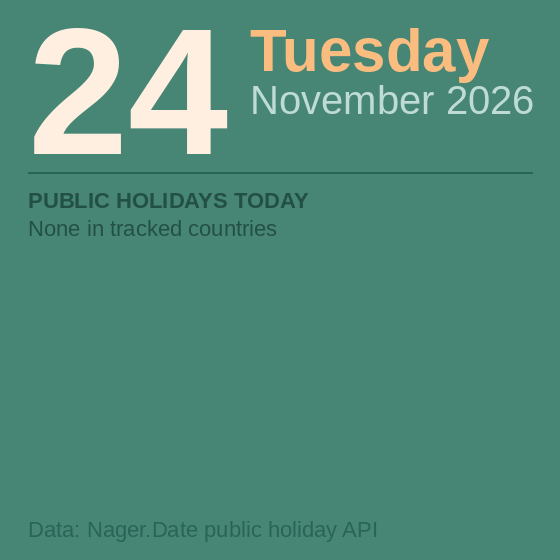 24
Tuesday
November 2026
PUBLIC HOLIDAYS TODAY
None in tracked countries
Data: Nager.Date public holiday API